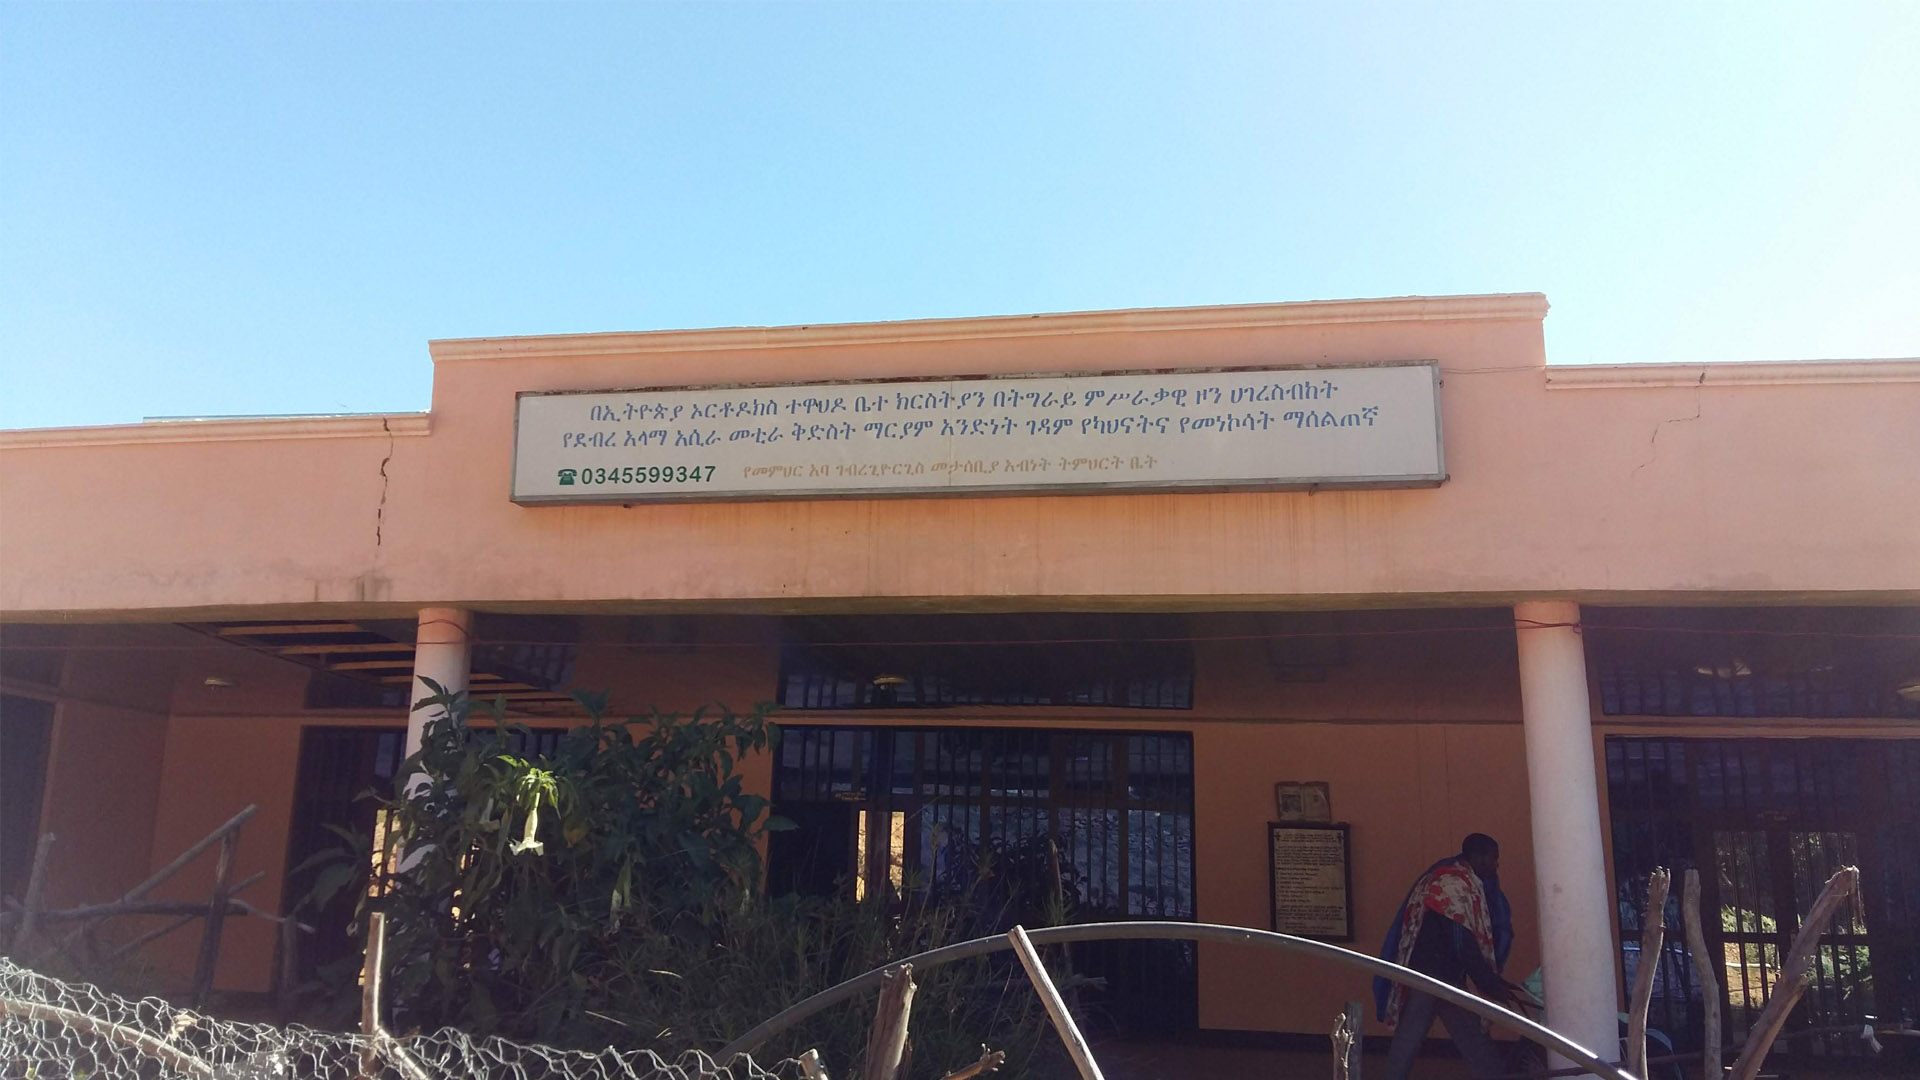 በኢትዮጵያ ኦርቶዶክስ ተዋህዶ ቤተ ክርስትያን በትግራይ ምሥራቃዊ ዞን ሀገረስብከት
የደብረ አላማ አሲራ መቲራ ቅድስት ማርያም አንድነት ገዳም የካህናትና የመነኮሳት ማሰልጠኛ
☎0345599347 የመምህር አባ ገብረጊዮርጊስ መታሰቢያ አብነት ትምህርት ቤት